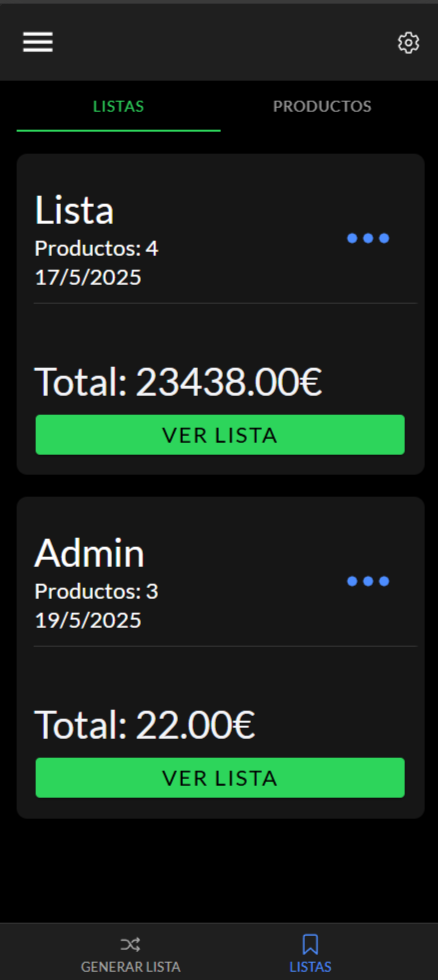 LISTAS
PRODUCTOS
Lista
Productos: 4
17/5/2025
Total: 23438.00€
VER LISTA
Admin
Productos: 3
19/5/2025
Total: 22.00€
VER LISTA
GENERAR LISTA
LISTAS